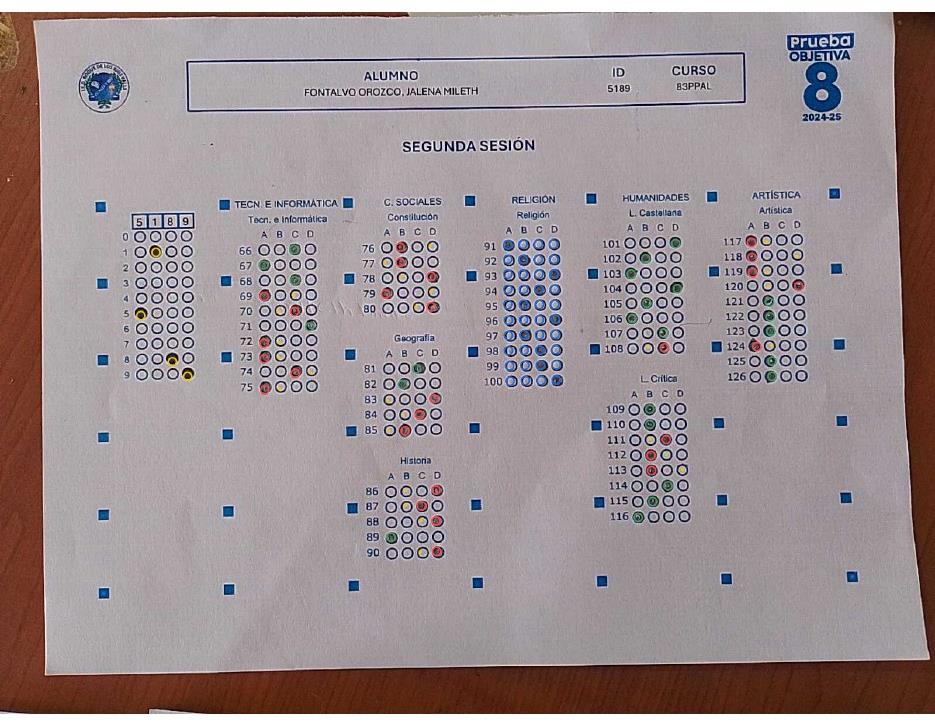 Prueba
OBJETIVA
8
2024-25
ALUMNO ID CURSO
FONTALVO OROZCO, JALENA MILETH 5189 83PPAL
SEGUNDA SESIÓN
5 1 8 9
0
1
2
3
4
5
6
7
8
9
TECN. E INFORMÁTICA
Tecn. e Informática
A B C D
66
67
68
69
70
71
72
73
74
75
C. SOCIALES
Constitución
A B C D
76
77
78
79
80
Geografía
A B C D
81
82
83
84
85
Historia
A B C D
86
87
88
89
90
RELIGIÓN
Religión
A B C D
91
92
93
94
95
96
97
98
99
100
HUMANIDADES
L. Castellana
A B C D
101
102
103
104
105
106
107
108
L. Crítica
A B C D
109
110
111
112
113
114
115
116
ARTÍSTICA
Artística
A B C D
117
118
119
120
121
122
123
124
125
126